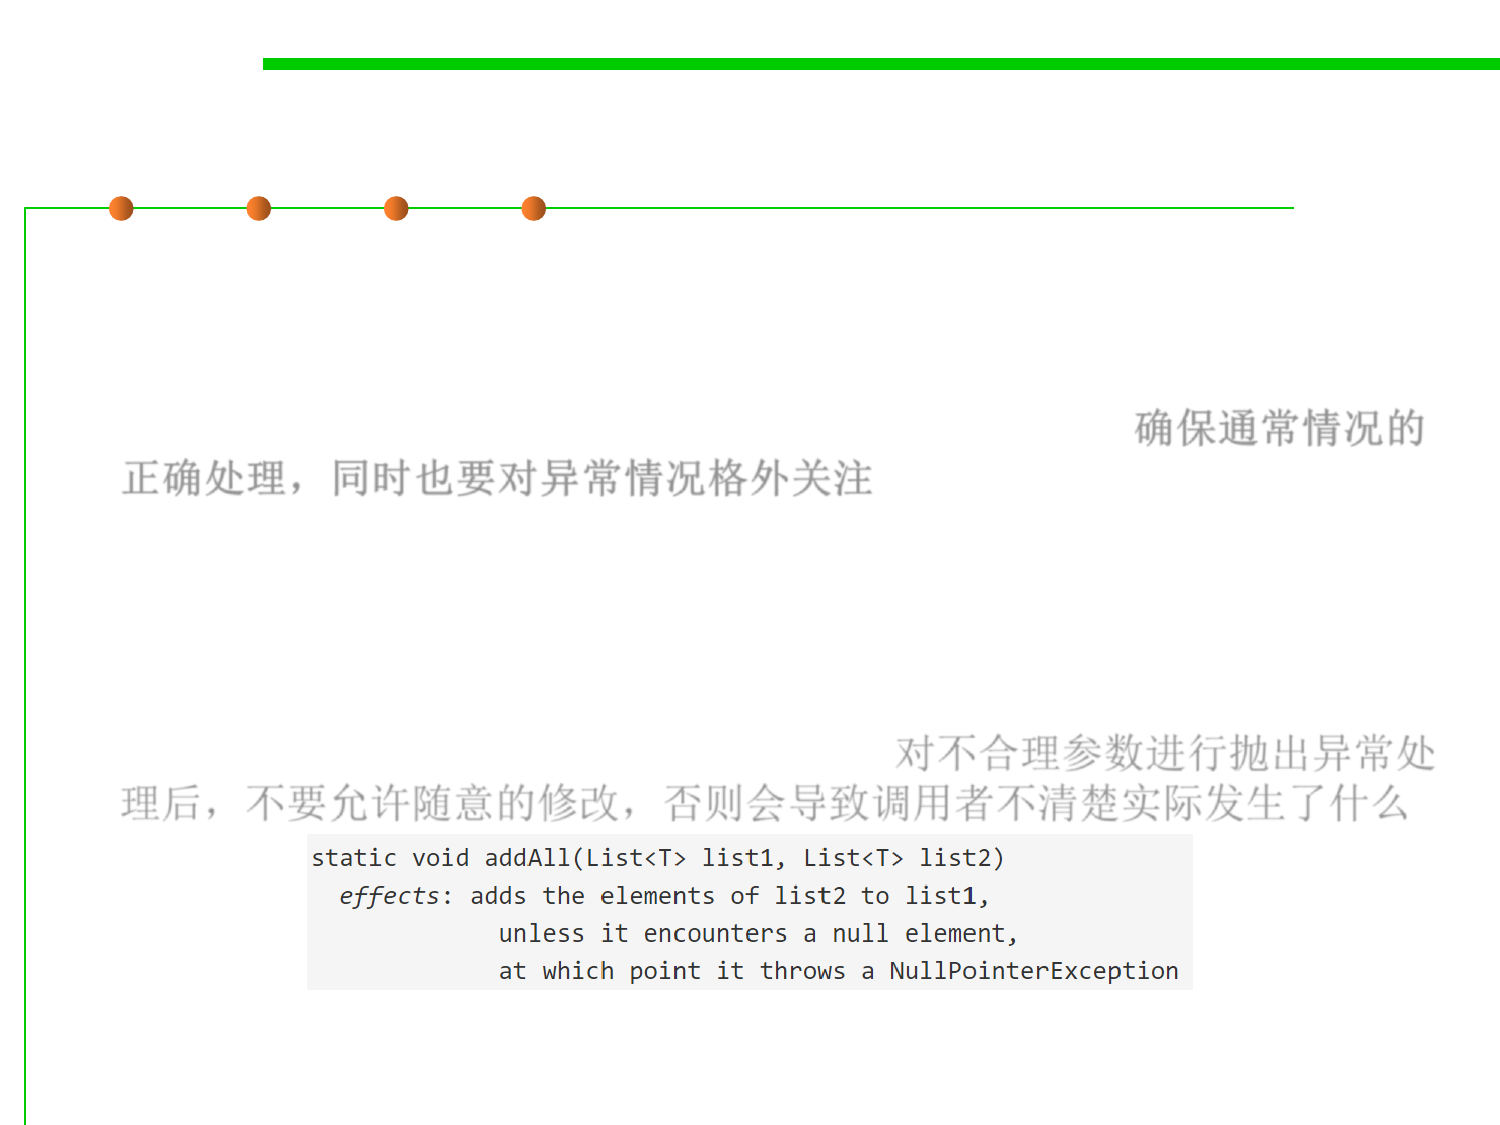 确保通常情况的
正确处理，同时也要对异常情况格外关注
对不合理参数进行抛出异常处
理后，不要允许随意的修改，否则会导致调用者不清楚实际发生了什么
static void addAll(List<T> list1, List<T> list2)
effects: adds the elements of list2 to list1,
unless it encounters a null element,
at which point it throws a NullPointerException